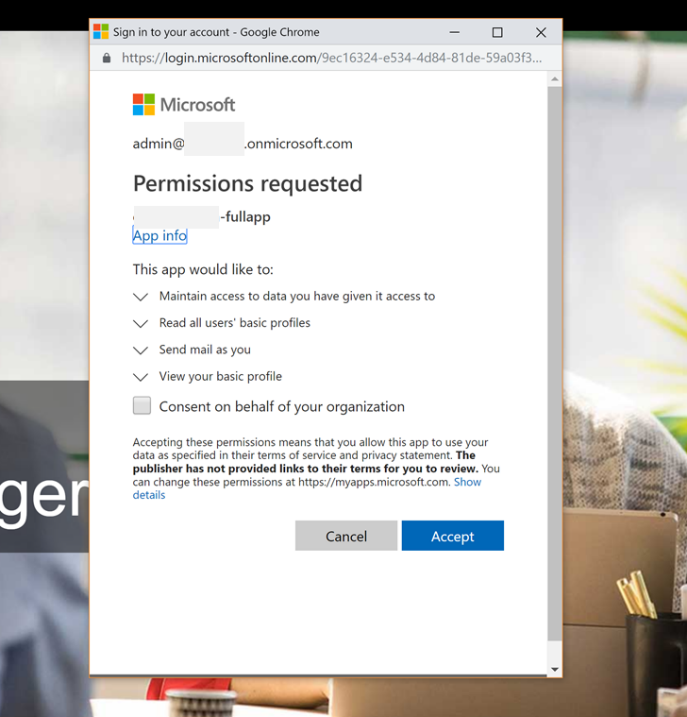 Sign in to your account - Google Chrome
https://login.microsoftonline.com/9ec16324-e534-4d84-81de-59a03f3...
Microsoft
admin@ .onmicrosoft.com
Permissions requested
-fullapp
App info
This app would like to:
Maintain access to data you have given it access to
Read all users' basic profiles
Send mail as you
View your basic profile
Consent on behalf of your organization
Accepting these permissions means that you allow this app to use your
data as specified in their terms of service and privacy statement. The
publisher has not provided links to their terms for you to review. You
can change these permissions at https://myapps.microsoft.com. Show
details
Cancel
Accept
ger